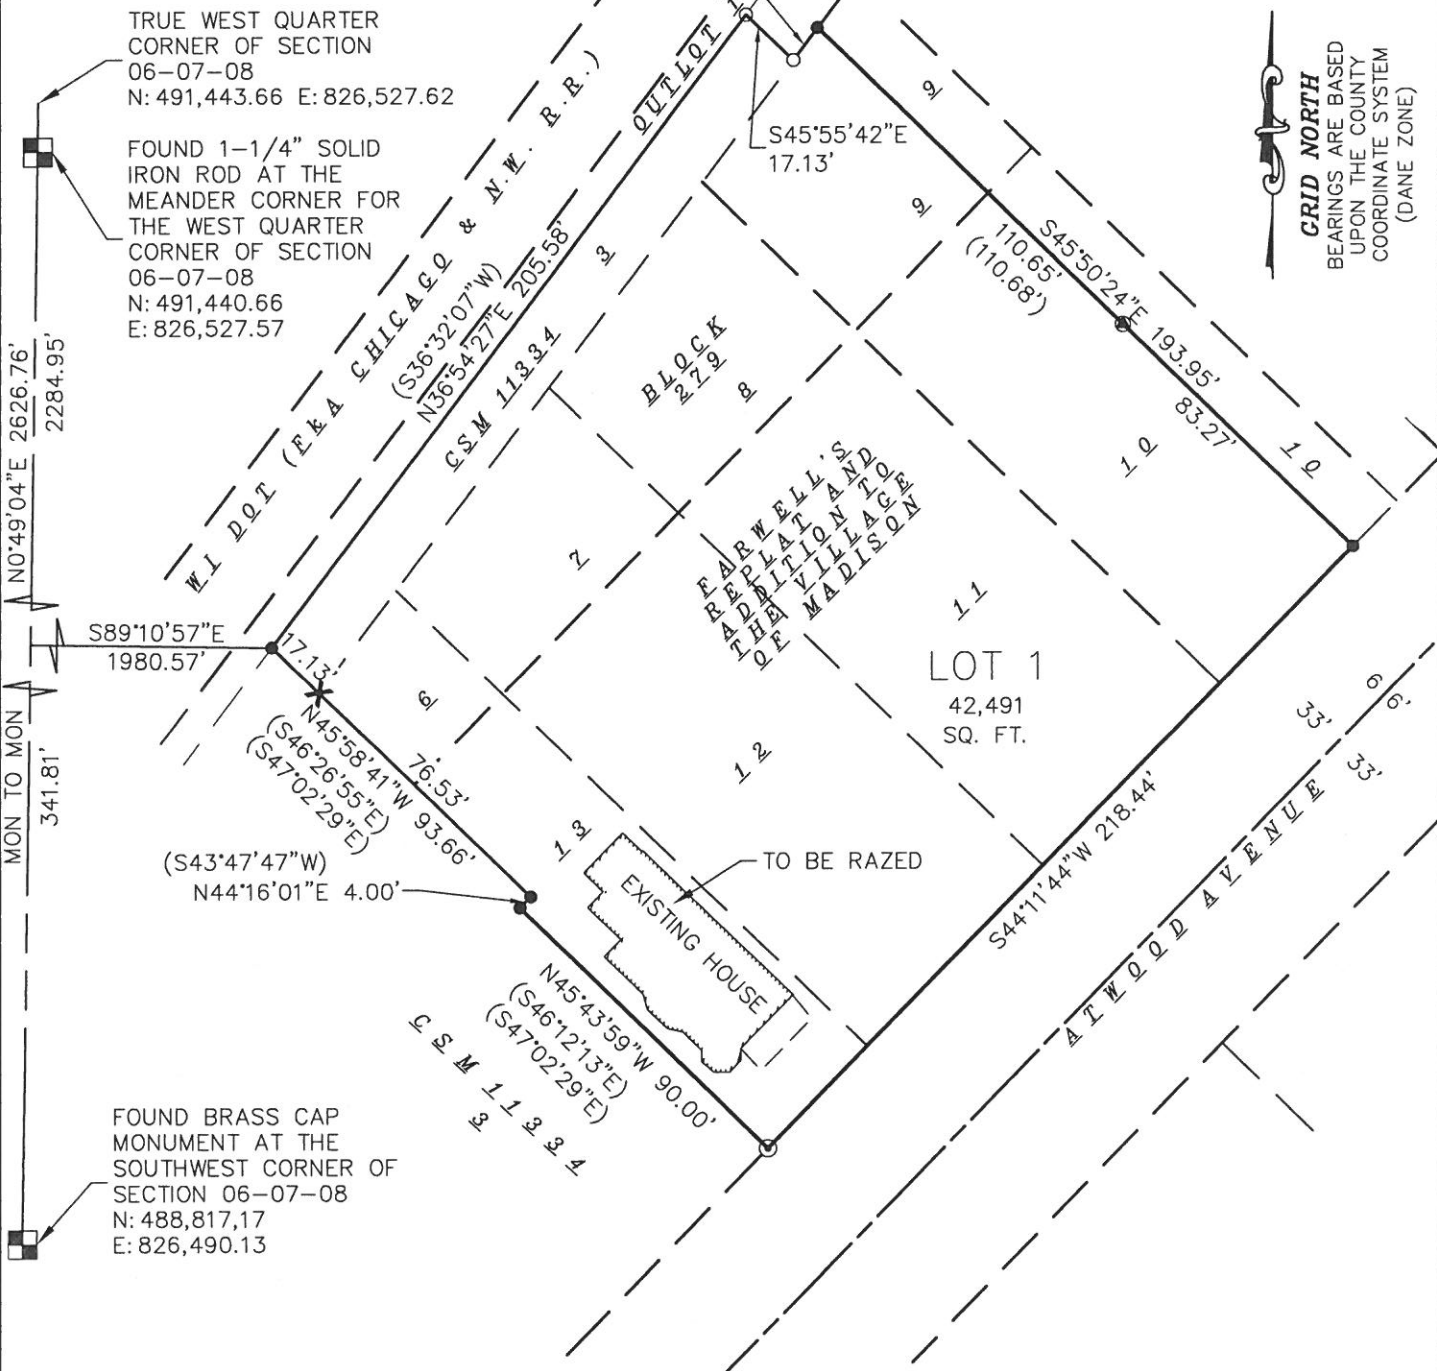 TRUE WEST QUARTER
CORNER OF SECTION
06-07-08
N: 491,443.66 E: 826,527.62
FOUND 1-1/4" SOLID
IRON ROD AT THE
MEANDER CORNER FOR
THE WEST QUARTER
CORNER OF SECTION
06-07-08
N: 491,440.66
E: 826,527.57
GRID NORTH
BEARINGS ARE BASED
UPON THE COUNTY
COORDINATE SYSTEM
(DANE ZONE)
OUTLOT
S45°55'42"E
17.13'
WI DOT (FKA CHICAGO & N.W. R.R.)
(S36°32'07"W)
N36°54'27"E 205.58'
CSM 11334
3
9
9
S45°50'24"E 193.95'
110.65'
(110.68')
83.27'
10
10
BLOCK
279
8
7
6
FARWELL'S
REPLAT AND
ADDITION TO
THE VILLAGE
OF MADISON
11
12
13
LOT 1
42,491
SQ. FT.
N0°49'04"E 2626.76'
2284.95'
MON TO MON
341.81'
S89°10'57"E
1980.57'
17.13'
N45°58'41"W 93.66'
(S46°26'55"E)
(S47°02'29"E)
76.53'
(S43°47'47"W)
N44°16'01"E 4.00'
TO BE RAZED
EXISTING HOUSE
N45°43'59"W 90.00'
(S46°12'13"E)
(S47°02'29"E)
CSM 11334
3
S44°11'44"W 218.44'
ATWOOD AVENUE
33'
66'
33'
FOUND BRASS CAP
MONUMENT AT THE
SOUTHWEST CORNER OF
SECTION 06-07-08
N: 488,817,17
E: 826,490.13